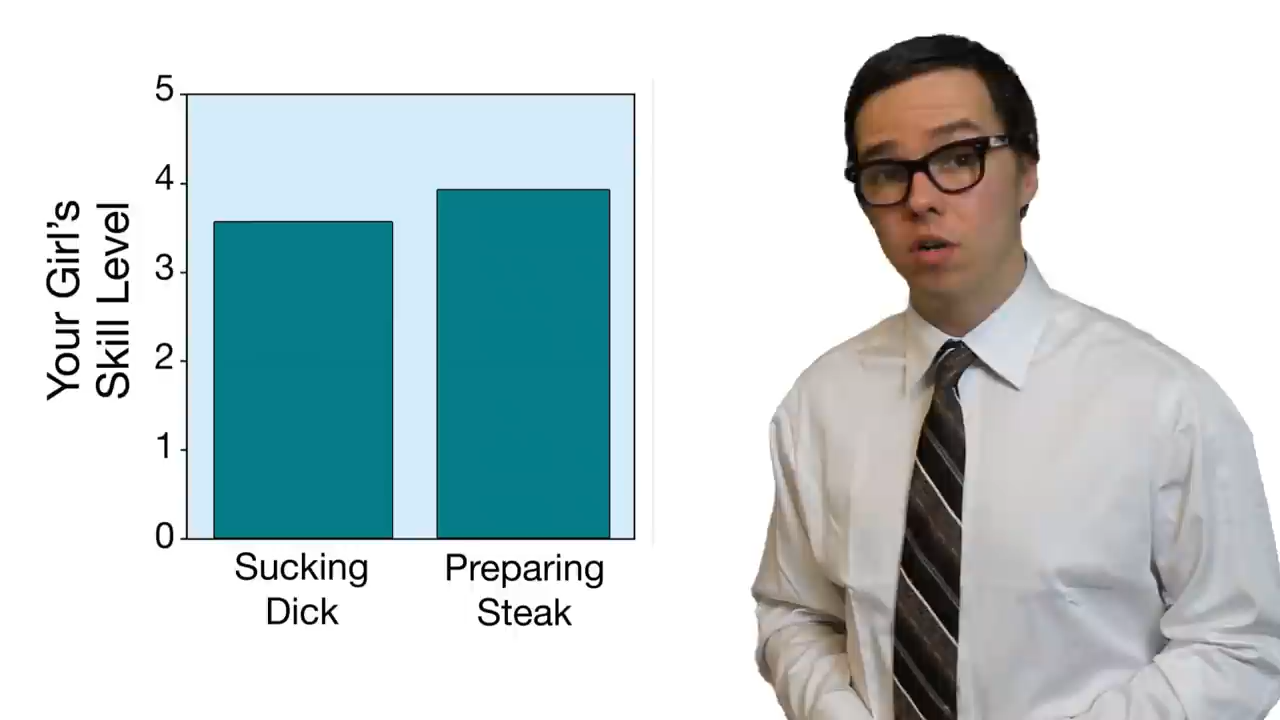 Your Girl's
Skill Level
5
4
3
2
1
0
Sucking
Dick
Preparing
Steak